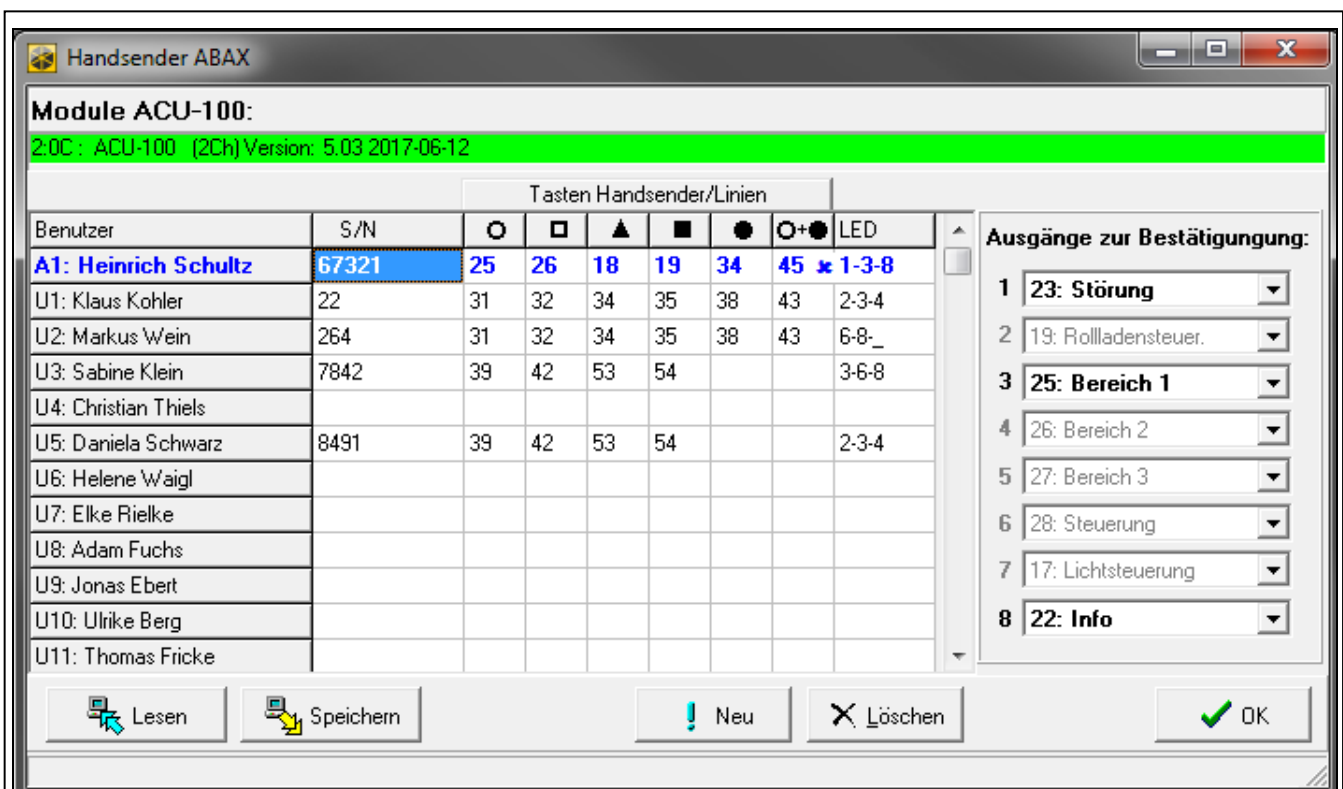 Handsender ABAX
Module ACU-100:
2:0C : ACU-100 (2Ch) Version: 5.03 2017-06-12
Tasten Handsender/Linien
Benutzer S/N O+● LED
A1: Heinrich Schultz 67321 25 26 18 19 34 45 × 1-3-8
U1: Klaus Kohler 22 31 32 34 35 38 43 2-3-4
U2: Markus Wein 264 31 32 34 35 38 43 6-8-_
U3: Sabine Klein 7842 39 42 53 54 3-6-8
U4: Christian Thiels
U5: Daniela Schwarz 8491 39 42 53 54 2-3-4
U6: Helene Waigl
U7: Elke Rielke
U8: Adam Fuchs
U9: Jonas Ebert
U10: Ulrike Berg
U11: Thomas Fricke
Ausgänge zur Bestätigungung:
1 23: Störung
2 19: Rollladensteuer.
3 25: Bereich 1
4 26: Bereich 2
5 27: Bereich 3
6 28: Steuerung
7 17: Lichtsteuerung
8 22: Info
Lesen Speichern Neu Löschen OK